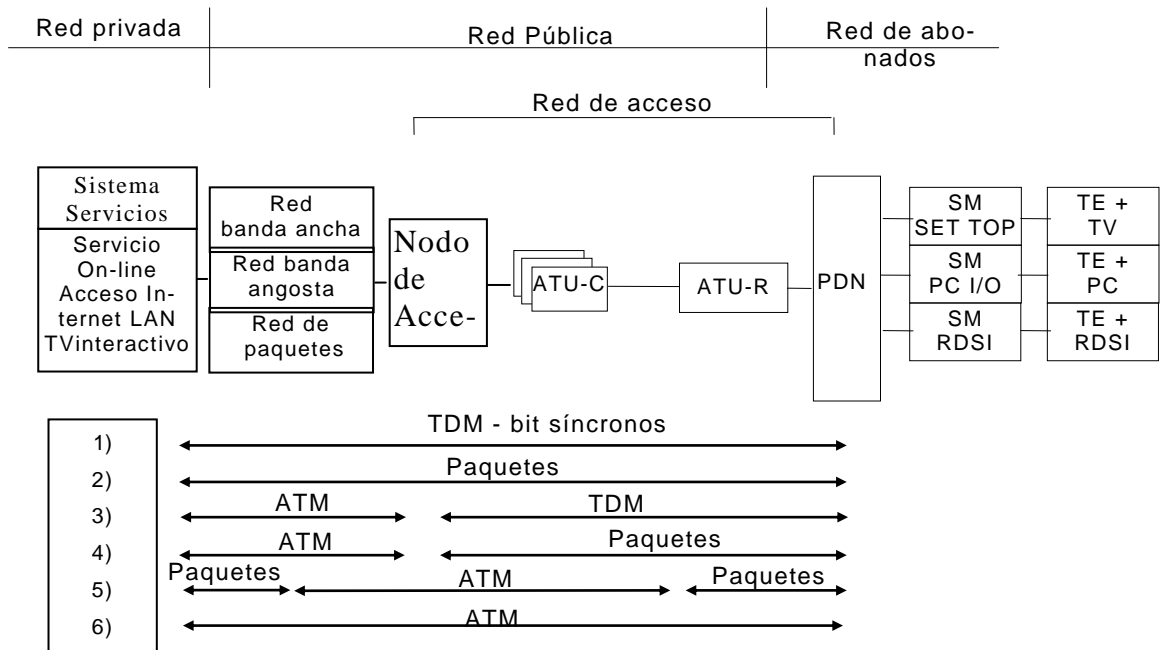 Red privada
Red Pública
Red de abo-
nados
Red de acceso
Sistema
Servicios
Servicio
On-line
Acceso In-
ternet LAN
TVinteractivo
Red
banda ancha
Red banda
angosta
Red de
paquetes
Nodo
de
Acce-
ATU-C
ATU-R
PDN
SM
SET TOP
TE +
TV
SM
PC I/O
TE +
PC
SM
RDSI
TE +
RDSI
1)
TDM - bit síncronos
2)
Paquetes
3)
ATM
TDM
4)
ATM
Paquetes
5)
Paquetes
ATM
Paquetes
6)
ATM